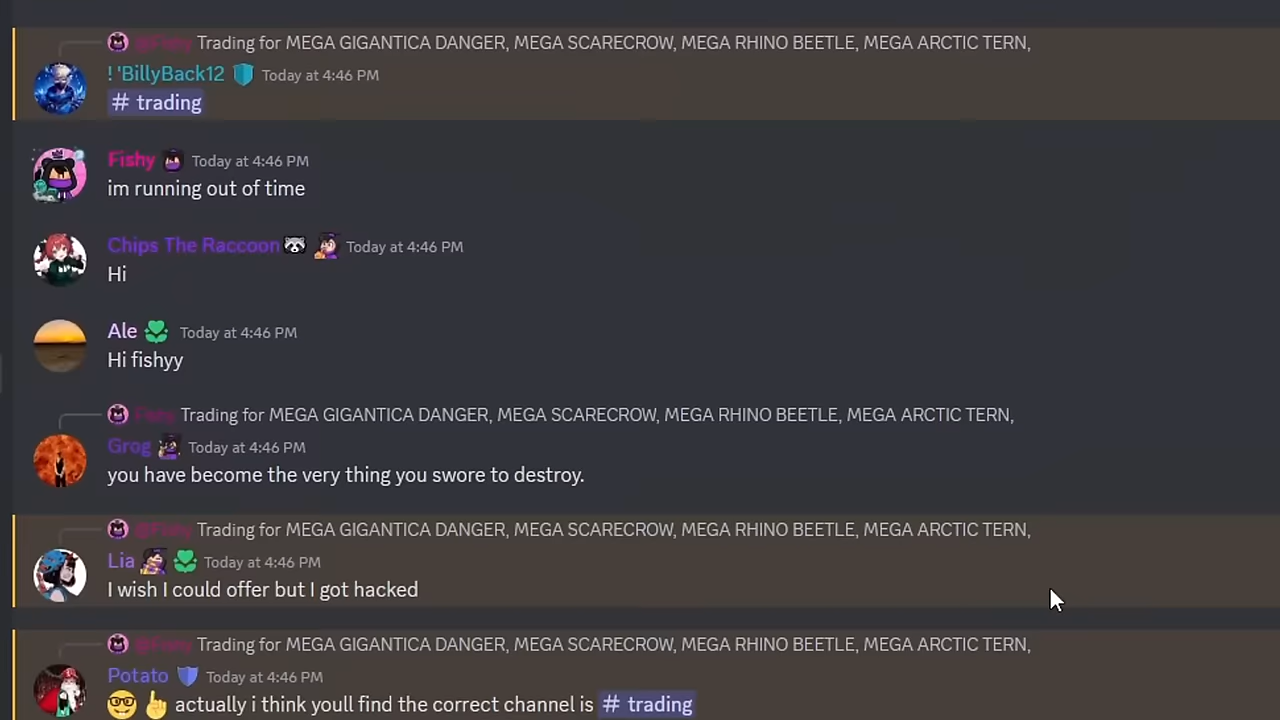 @Fishy Trading for MEGA GIGANTICA DANGER, MEGA SCARECROW, MEGA RHINO BEETLE, MEGA ARCTIC TERN,
! 'BillyBack12 Today at 4:46 PM
# trading
Fishy Today at 4:46 PM
im running out of time
Chips The Raccoon Today at 4:46 PM
Hi
Ale Today at 4:46 PM
Hi fishyy
Fishy Trading for MEGA GIGANTICA DANGER, MEGA SCARECROW, MEGA RHINO BEETLE, MEGA ARCTIC TERN,
Grog Today at 4:46 PM
you have become the very thing you swore to destroy.
@Fishy Trading for MEGA GIGANTICA DANGER, MEGA SCARECROW, MEGA RHINO BEETLE, MEGA ARCTIC TERN,
Lia Today at 4:46 PM
I wish I could offer but I got hacked
@Fishy Trading for MEGA GIGANTICA DANGER, MEGA SCARECROW, MEGA RHINO BEETLE, MEGA ARCTIC TERN,
Potato Today at 4:46 PM
🤓 👆 actually i think youll find the correct channel is # trading